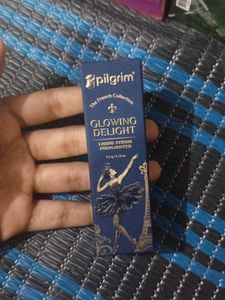 pilgrim
The French Collection
GLOWING
DELIGHT
LIQUID SERUM
HIGHLIGHTER